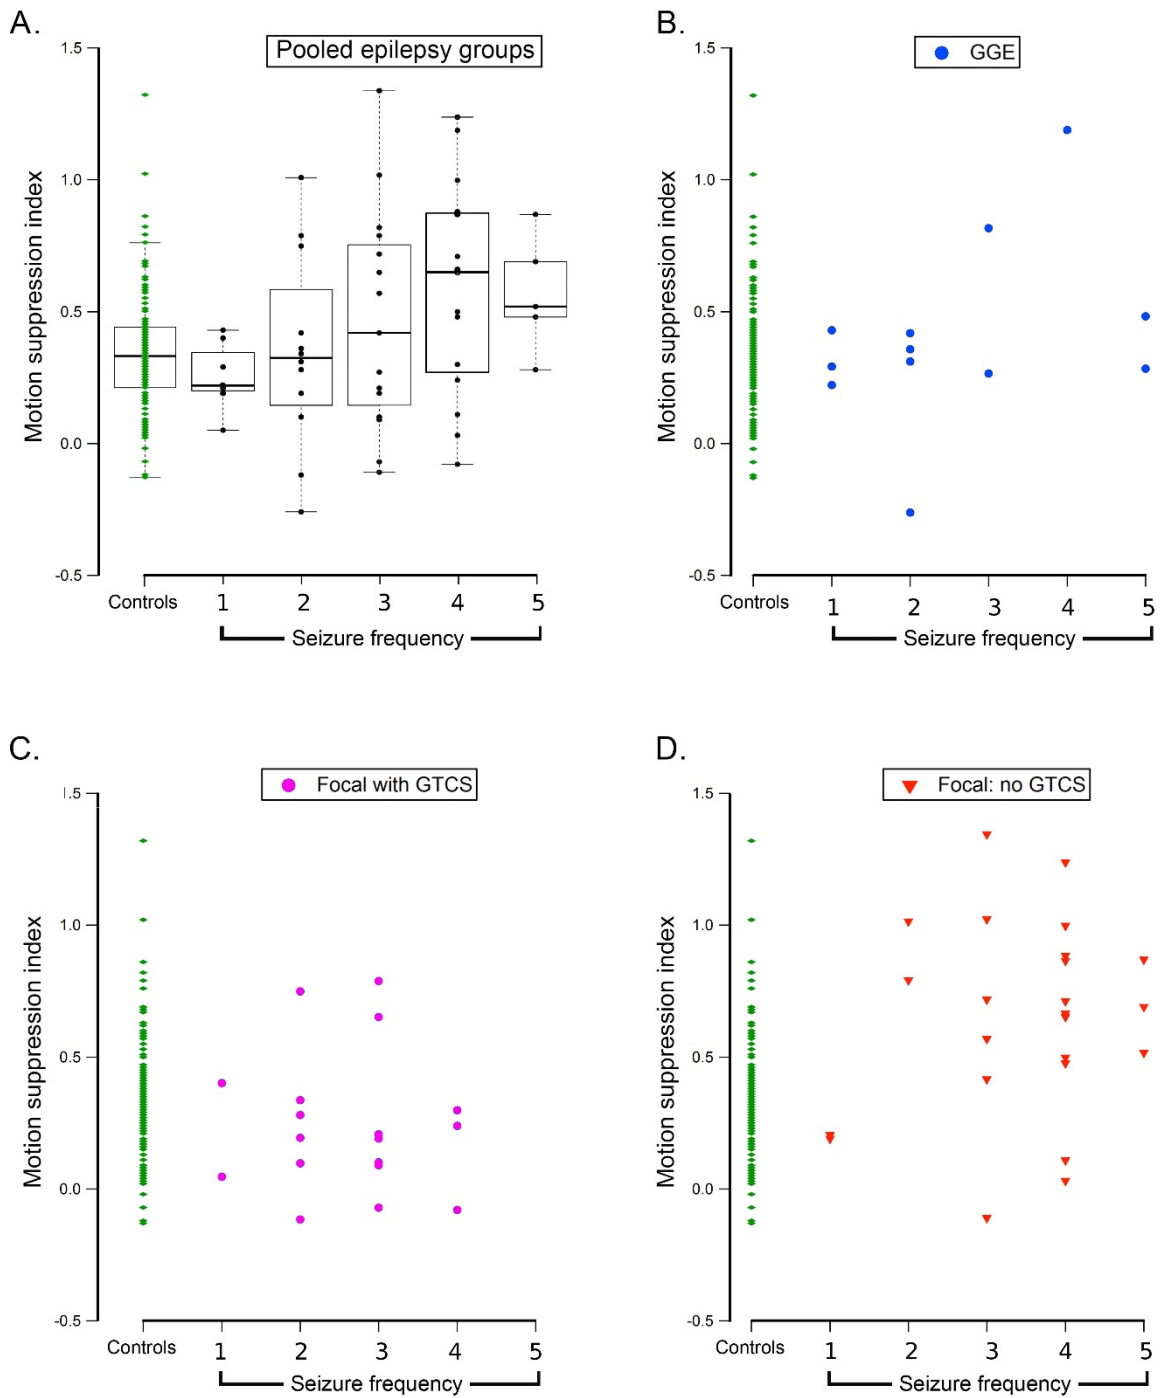 A.
Pooled epilepsy groups
1.5
1.0
0.5
0.0
-0.5
Motion suppression index
Controls 1 2 3 4 5
Seizure frequency
B.
GGE
1.5
1.0
0.5
0.0
-0.5
Motion suppression index
Controls 1 2 3 4 5
Seizure frequency
C.
Focal with GTCS
1.5
1.0
0.5
0.0
-0.5
Motion suppression index
Controls 1 2 3 4 5
Seizure frequency
D.
Focal: no GTCS
1.5
1.0
0.5
0.0
-0.5
Motion suppression index
Controls 1 2 3 4 5
Seizure frequency